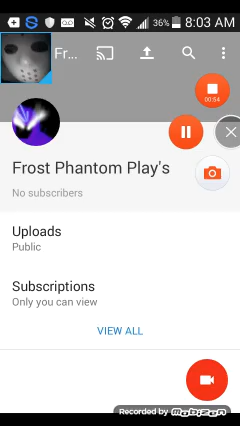 36% 8:03 AM
Fr...
00:54
Frost Phantom Play's
No subscribers
Uploads
Public
Subscriptions
Only you can view
VIEW ALL
Recorded by Mobizen